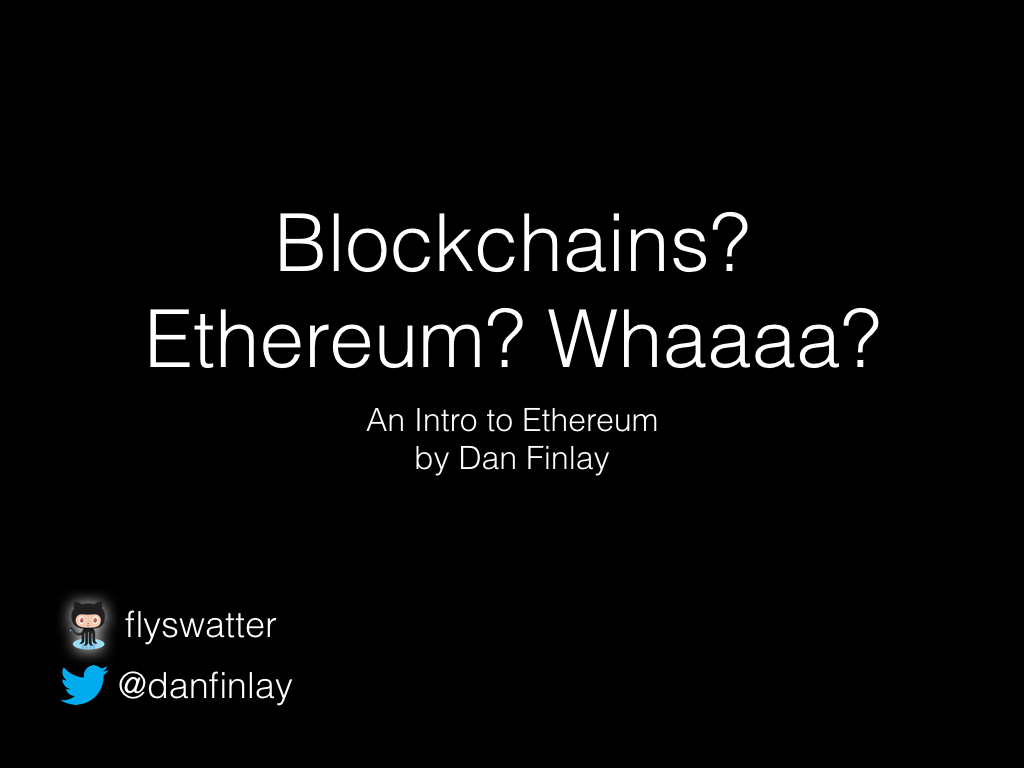 Blockchains?
Ethereum? Whaaaa?
An Intro to Ethereum
by Dan Finlay
flyswatter
@danfinlay